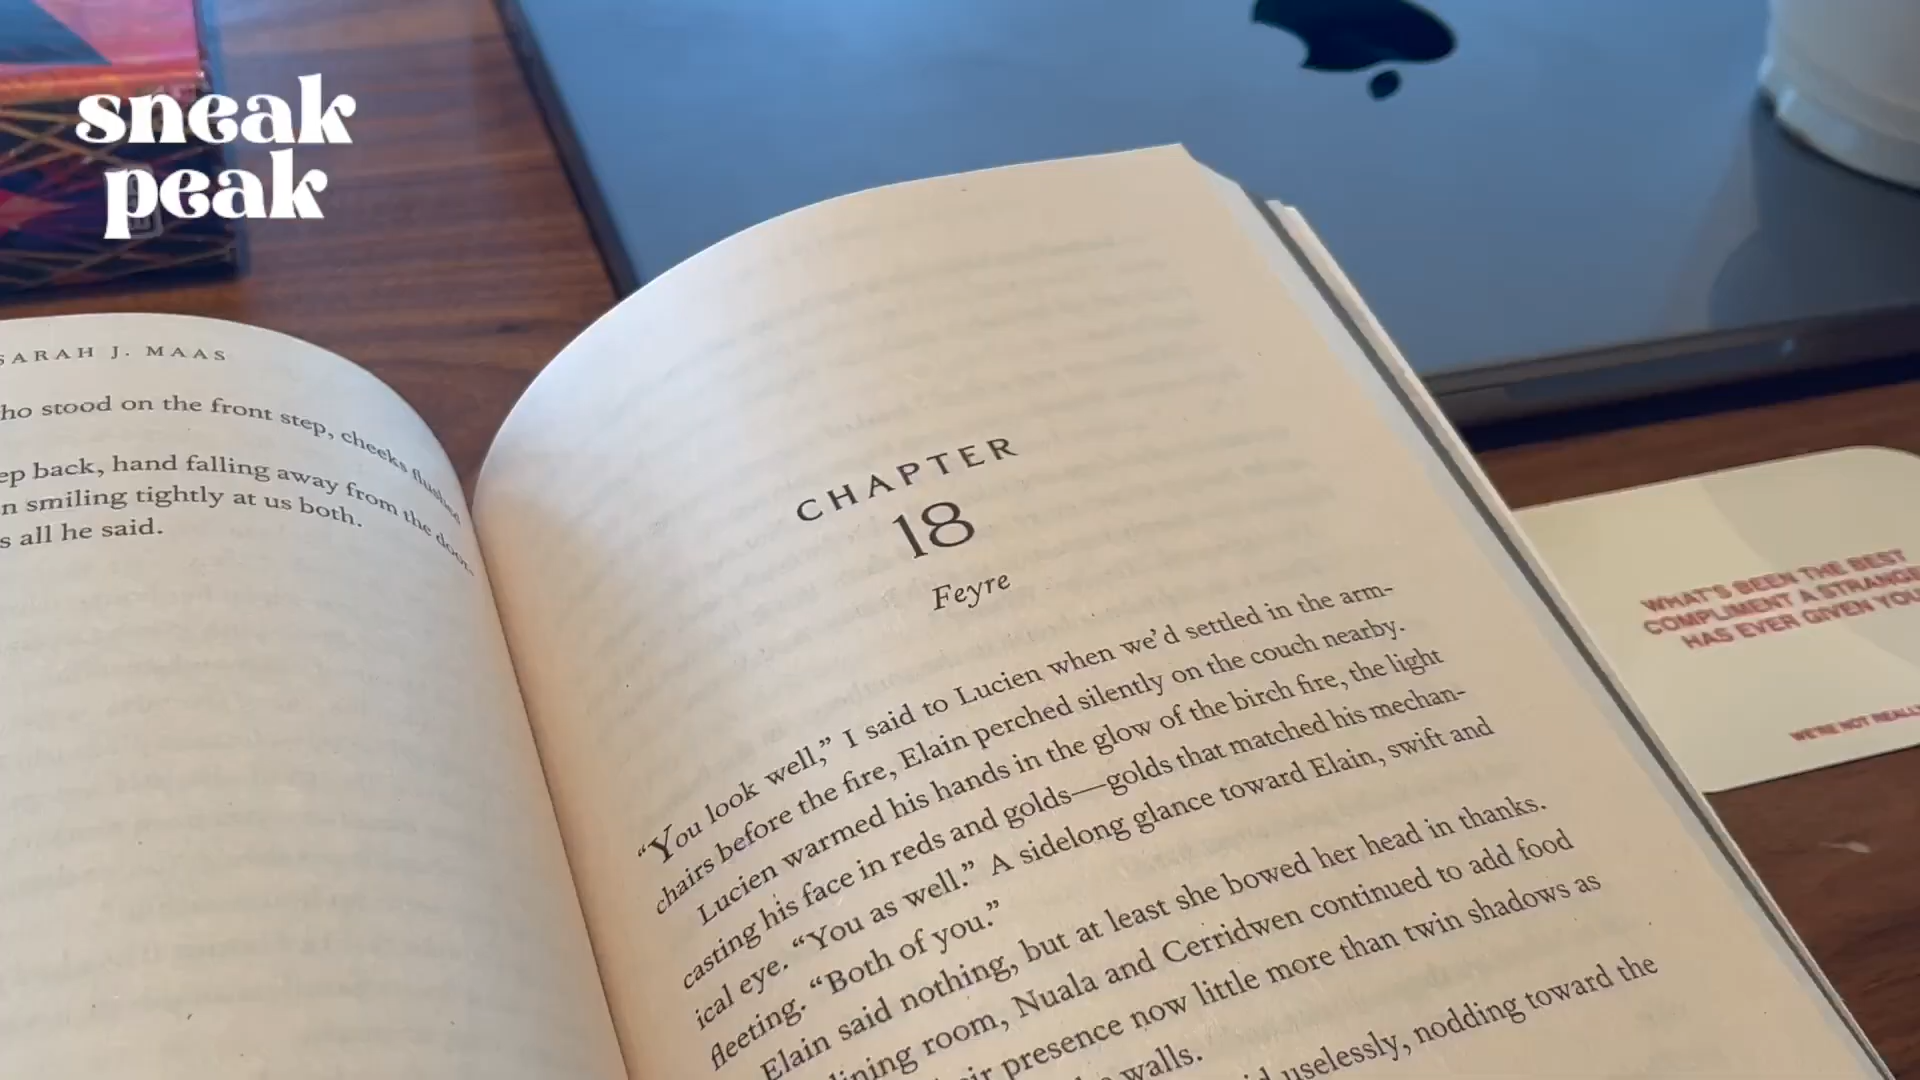 sneak
peak
SARAH J. MAAS
ho stood on the front step, cheeks
ep back, hand falling away from the door-
n smiling tightly at us both.
s all he said.
CHAPTER
18
Feyre
“You look well,” I said to Lucien when we’d settled in the arm-
chairs before the fire, Elain perched silently on the couch nearby.
Lucien warmed his hands in the glow of the birch fire, the light
casting his face in reds and golds—golds that matched his mechan-
ical eye. “You as well.” A sidelong glance toward Elain, swift and
fleeting. “Both of you.”
Elain said nothing, but at least she bowed her head in thanks.
ining room, Nuala and Cerridwen continued to add food
ir presence now little more than twin shadows as
walls.
uselessly, nodding toward the
WHAT'S BEEN THE BEST
COMPLIMENT A STRANGE
HAS EVER GIVEN YOU
WE'RE NOT REALLY